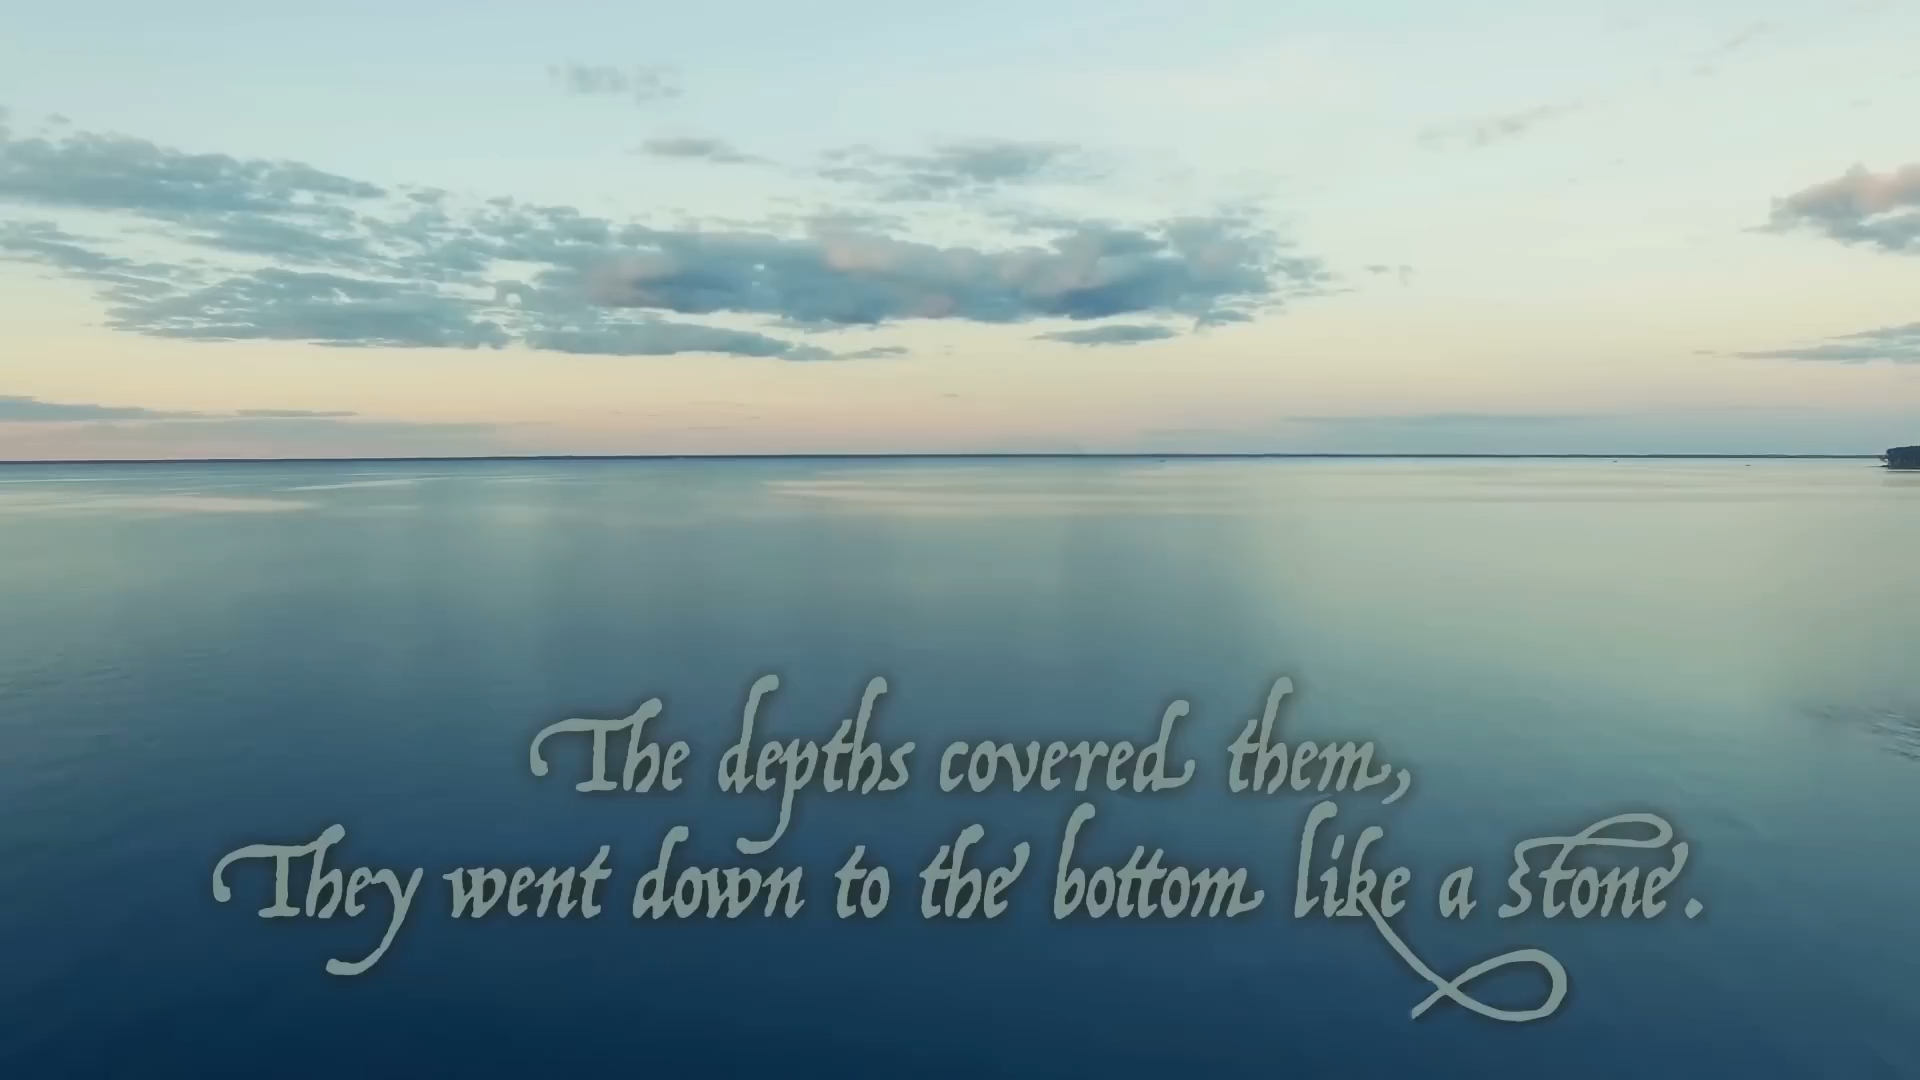 The depths covered them,
They went down to the bottom like a stone.